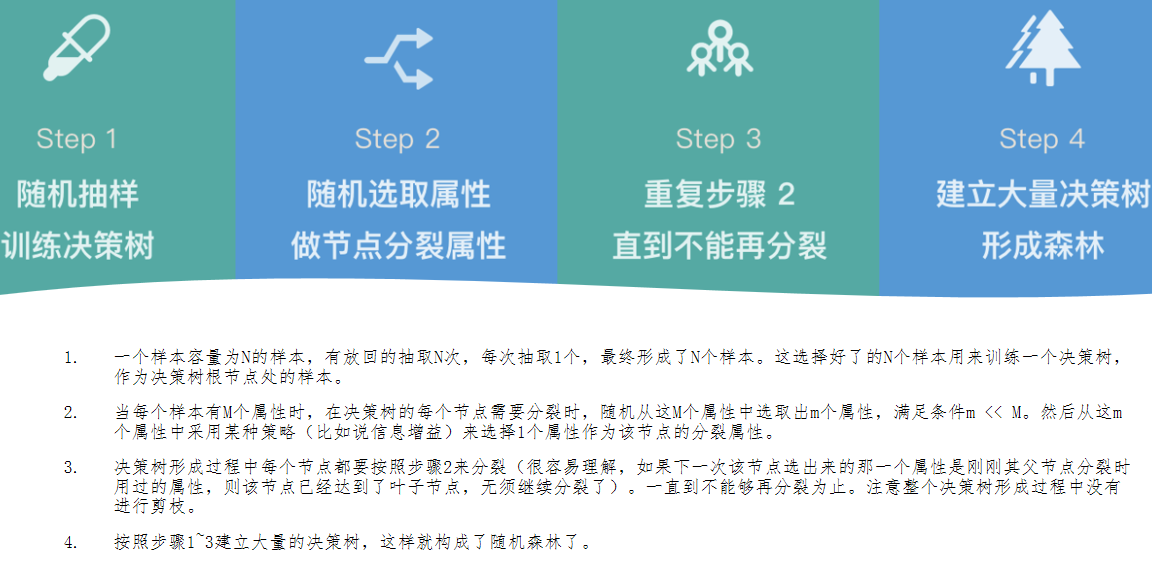 Step 1
随机抽样
训练决策树
Step 2
随机选取属性
做节点分裂属性
Step 3
重复步骤 2
直到不能再分裂
Step 4
建立大量决策树
形成森林
1. 一个样本容量为N的样本，有放回的抽取N次，每次抽取1个，最终形成了N个样本。这选择好了的N个样本用来训练一个决策树，
作为决策树根节点处的样本。
2. 当每个样本有M个属性时，在决策树的每个节点需要分裂时，随机从这M个属性中选取出m个属性，满足条件m << M。然后从这m
个属性中采用某种策略（比如说信息增益）来选择1个属性作为该节点的分裂属性。
3. 决策树形成过程中每个节点都要按照步骤2来分裂（很容易理解，如果下一次该节点选出来的那一个属性是刚刚其父节点分裂时
用过的属性，则该节点已经达到了叶子节点，无须继续分裂了）。一直到不能够再分裂为止。注意整个决策树形成过程中没有
进行剪枝。
4. 按照步骤1~3建立大量的决策树，这样就构成了随机森林了。